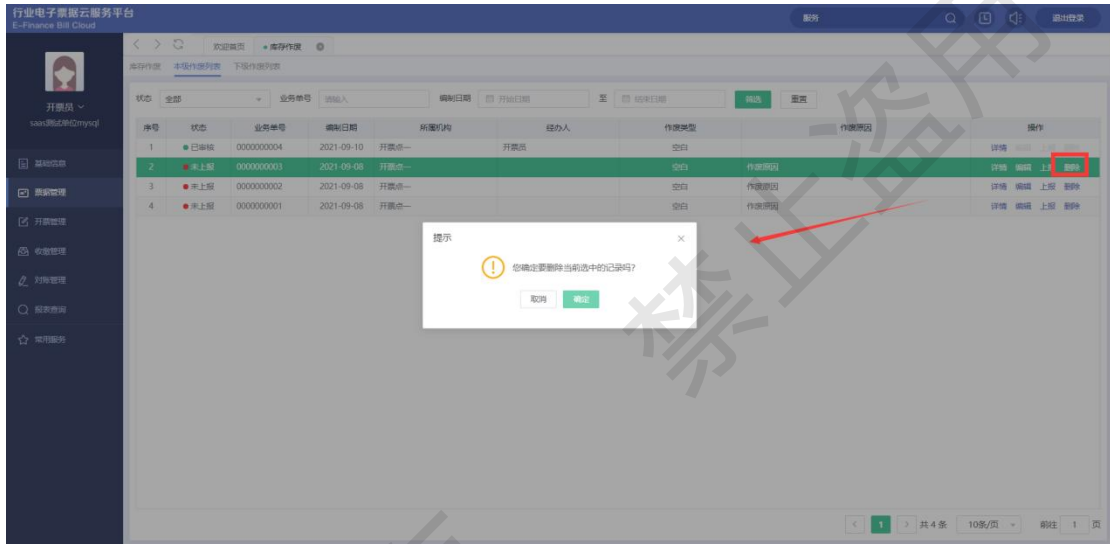 行业电子票据云服务平台
E-Finance Bill Cloud
服务
退出登录
欢迎首页 库存作废
库存作废 本级作废列表 下级作废列表
开票员
saas测试单位mysql
基础信息
票据管理
开票管理
收缴管理
对账管理
报表查询
常用服务
状态 全部 业务单号 请输入 编制日期 开始日期 至 结束日期 筛选 重置
序号 状态 业务单号 编制日期 所属机构 经办人 作废类型 作废原因 操作
1 已审核 0000000004 2021-09-10 开票点一 开票员 空白 详情 编辑 上报 删除
2 未上报 0000000003 2021-09-08 开票点一 空白 作废原因 详情 编辑 上报 删除
3 未上报 0000000002 2021-09-08 开票点一 空白 作废原因 详情 编辑 上报 删除
4 未上报 0000000001 2021-09-08 开票点一 空白 作废原因 详情 编辑 上报 删除
提示
您确定要删除当前选中的记录吗?
取消 确定
1 共 4 条 10条/页 前往 1 页
禁止盗用